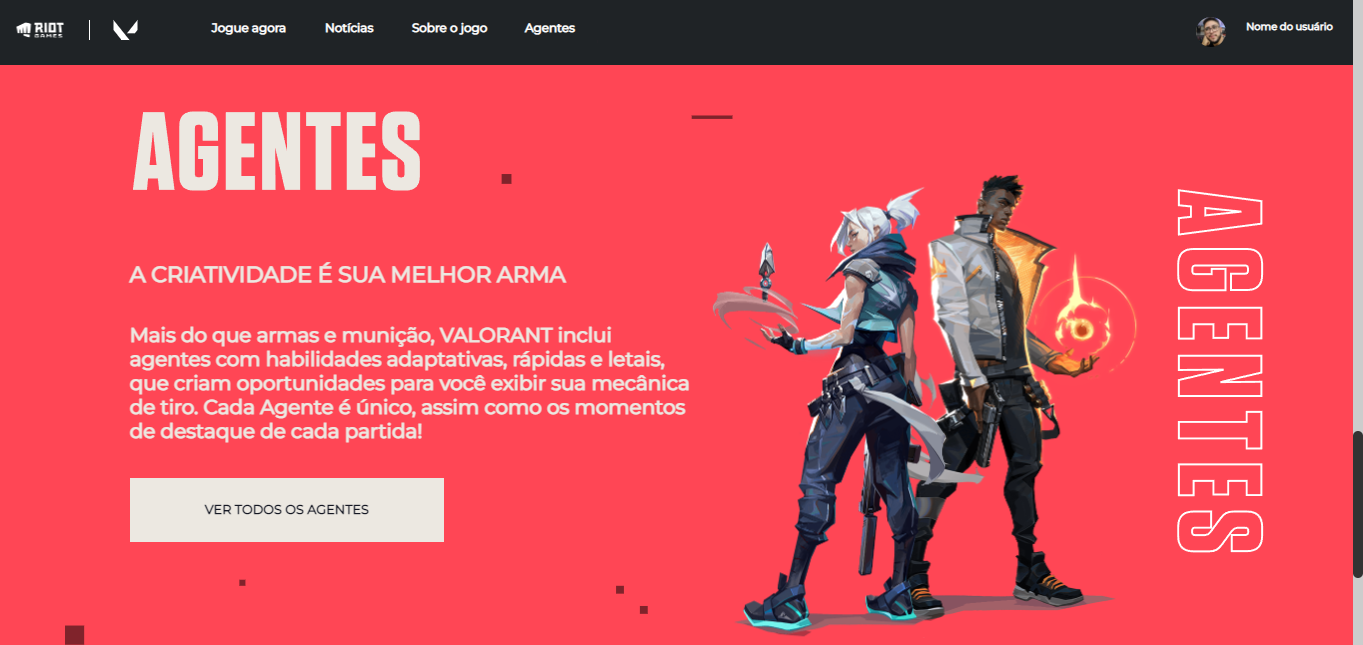 RIOT
GAMES
Jogue agora
Notícias
Sobre o jogo
Agentes
Nome do usuário
AGENTES
A CRIATIVIDADE É SUA MELHOR ARMA
Mais do que armas e munição, VALORANT inclui
agentes com habilidades adaptativas, rápidas e letais,
que criam oportunidades para você exibir sua mecânica
de tiro. Cada Agente é único, assim como os momentos
de destaque de cada partida!
VER TODOS OS AGENTES
AGENTES